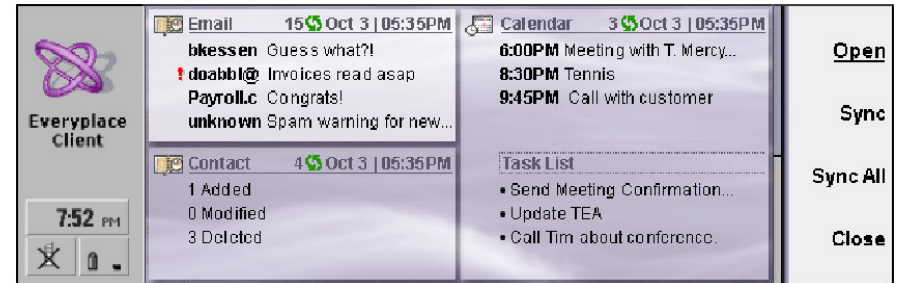 Everyplace
Client
7:52 PM
Email 15 Oct 3 | 05:35PM
bkessen Guess what?!
! doabbl@ Invoices read asap
Payroll.c Congrats!
unknown Spam warning for new...
Contact 4 Oct 3 | 05:35PM
1 Added
0 Modified
3 Deleted
Calendar 3 Oct 3 | 05:35PM
6:00PM Meeting with T. Mercy...
8:30PM Tennis
9:45PM Call with customer
Task List
• Send Meeting Confirmation...
• Update TEA
• Call Tim about conference.
Open
Sync
Sync All
Close